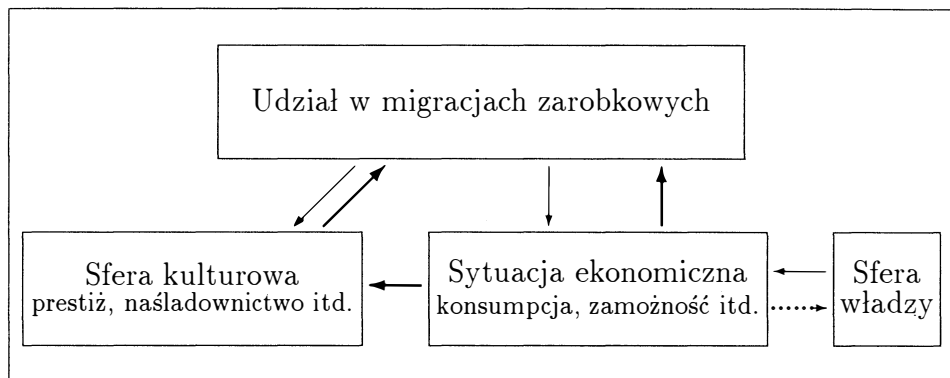 Udział w migracjach zarobkowych
Sfera kulturowa
prestiż, naśladownictwo itd.
Sytuacja ekonomiczna
konsumpcja, zamożność itd.
Sfera
władzy